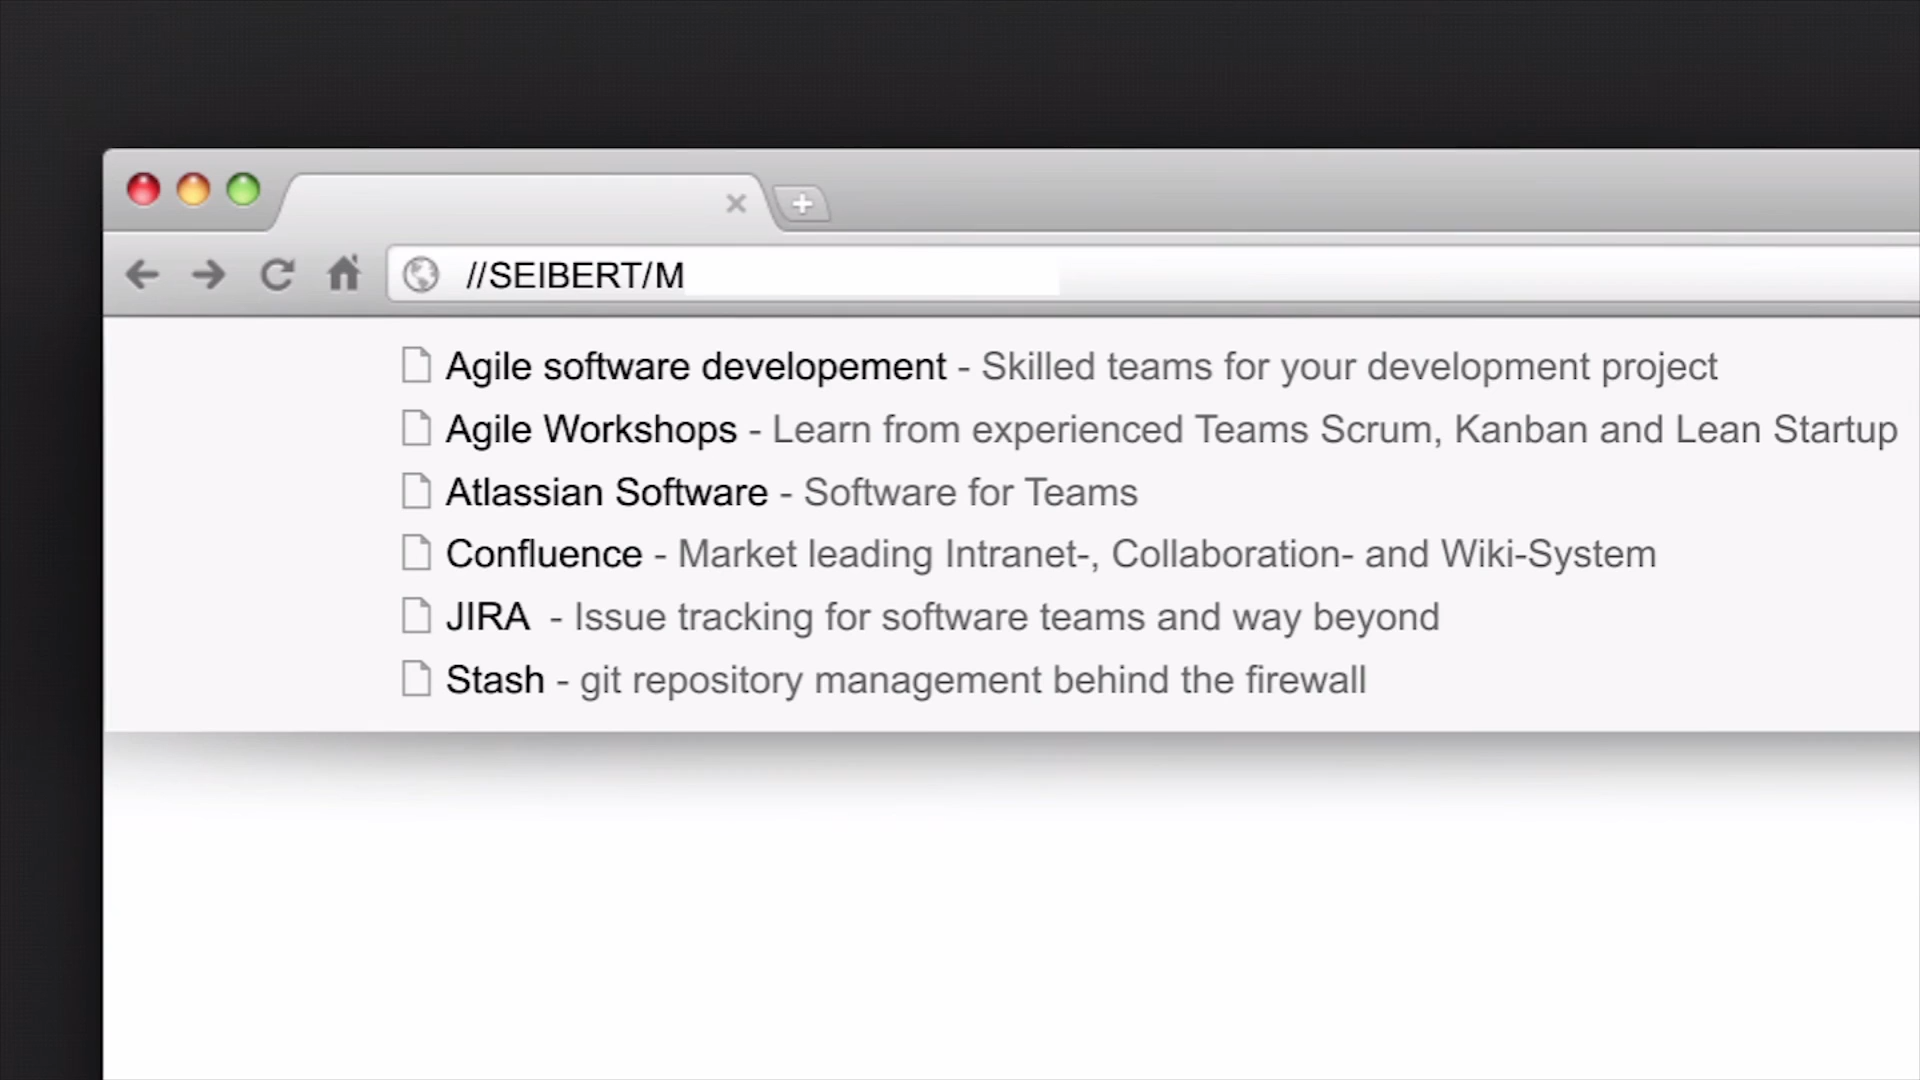 //SEIBERT/M
Agile software developement - Skilled teams for your development project
Agile Workshops - Learn from experienced Teams Scrum, Kanban and Lean Startup
Atlassian Software - Software for Teams
Confluence - Market leading Intranet-, Collaboration- and Wiki-System
JIRA - Issue tracking for software teams and way beyond
Stash - git repository management behind the firewall